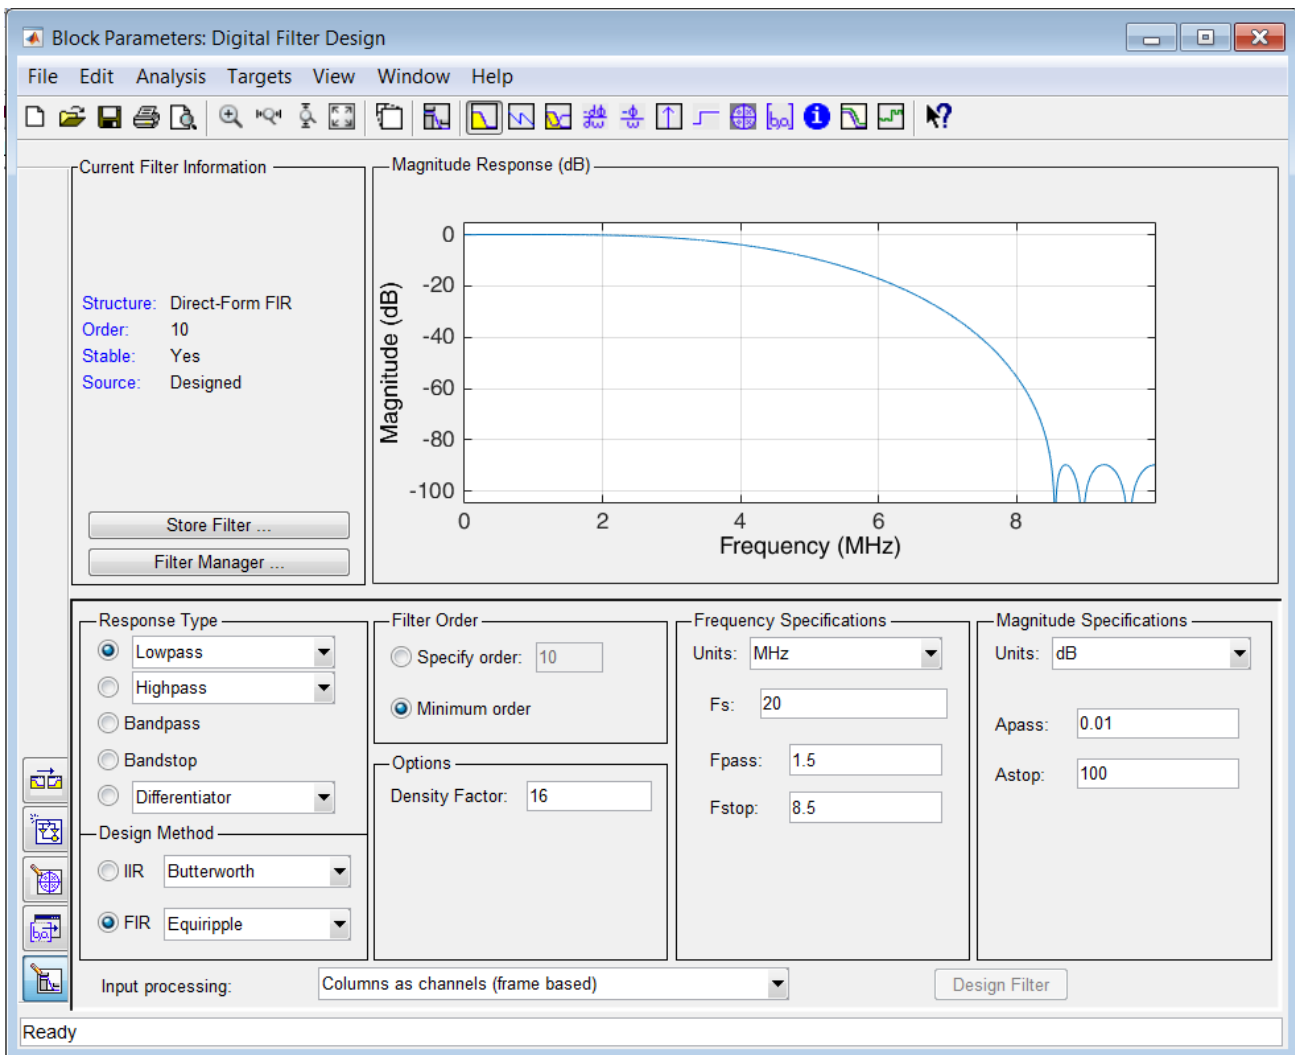 Block Parameters: Digital Filter Design
File Edit Analysis Targets View Window Help
Current Filter Information
Structure: Direct-Form FIR
Order: 10
Stable: Yes
Source: Designed
Store Filter ...
Filter Manager ...
Magnitude Response (dB)
0
-20
-40
-60
-80
-100
Magnitude (dB)
0 2 4 6 8
Frequency (MHz)
Response Type
Lowpass
Highpass
Bandpass
Bandstop
Differentiator
Design Method
IIR Butterworth
FIR Equiripple
Filter Order
Specify order: 10
Minimum order
Options
Density Factor: 16
Frequency Specifications
Units: MHz
Fs: 20
Fpass: 1.5
Fstop: 8.5
Magnitude Specifications
Units: dB
Apass: 0.01
Astop: 100
Input processing: Columns as channels (frame based)
Design Filter
Ready